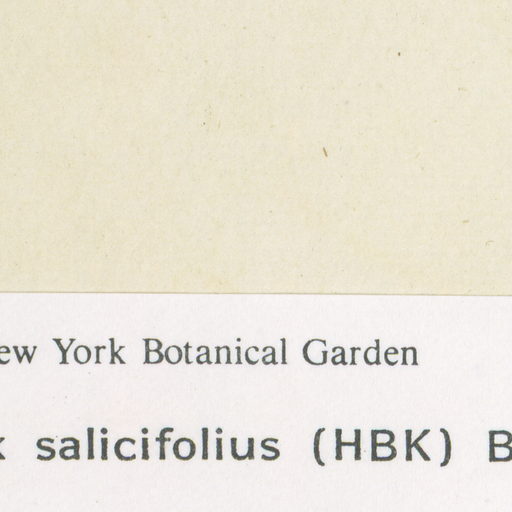 ew York Botanical Garden
salicifolius (HBK) B